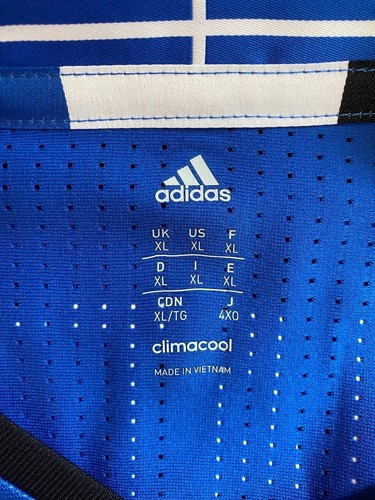 adidas
UK US F
XL XL XL
D I E
XL XL XL
CDN J
XL/TG 4XO
climacool
MADE IN VIETNAM